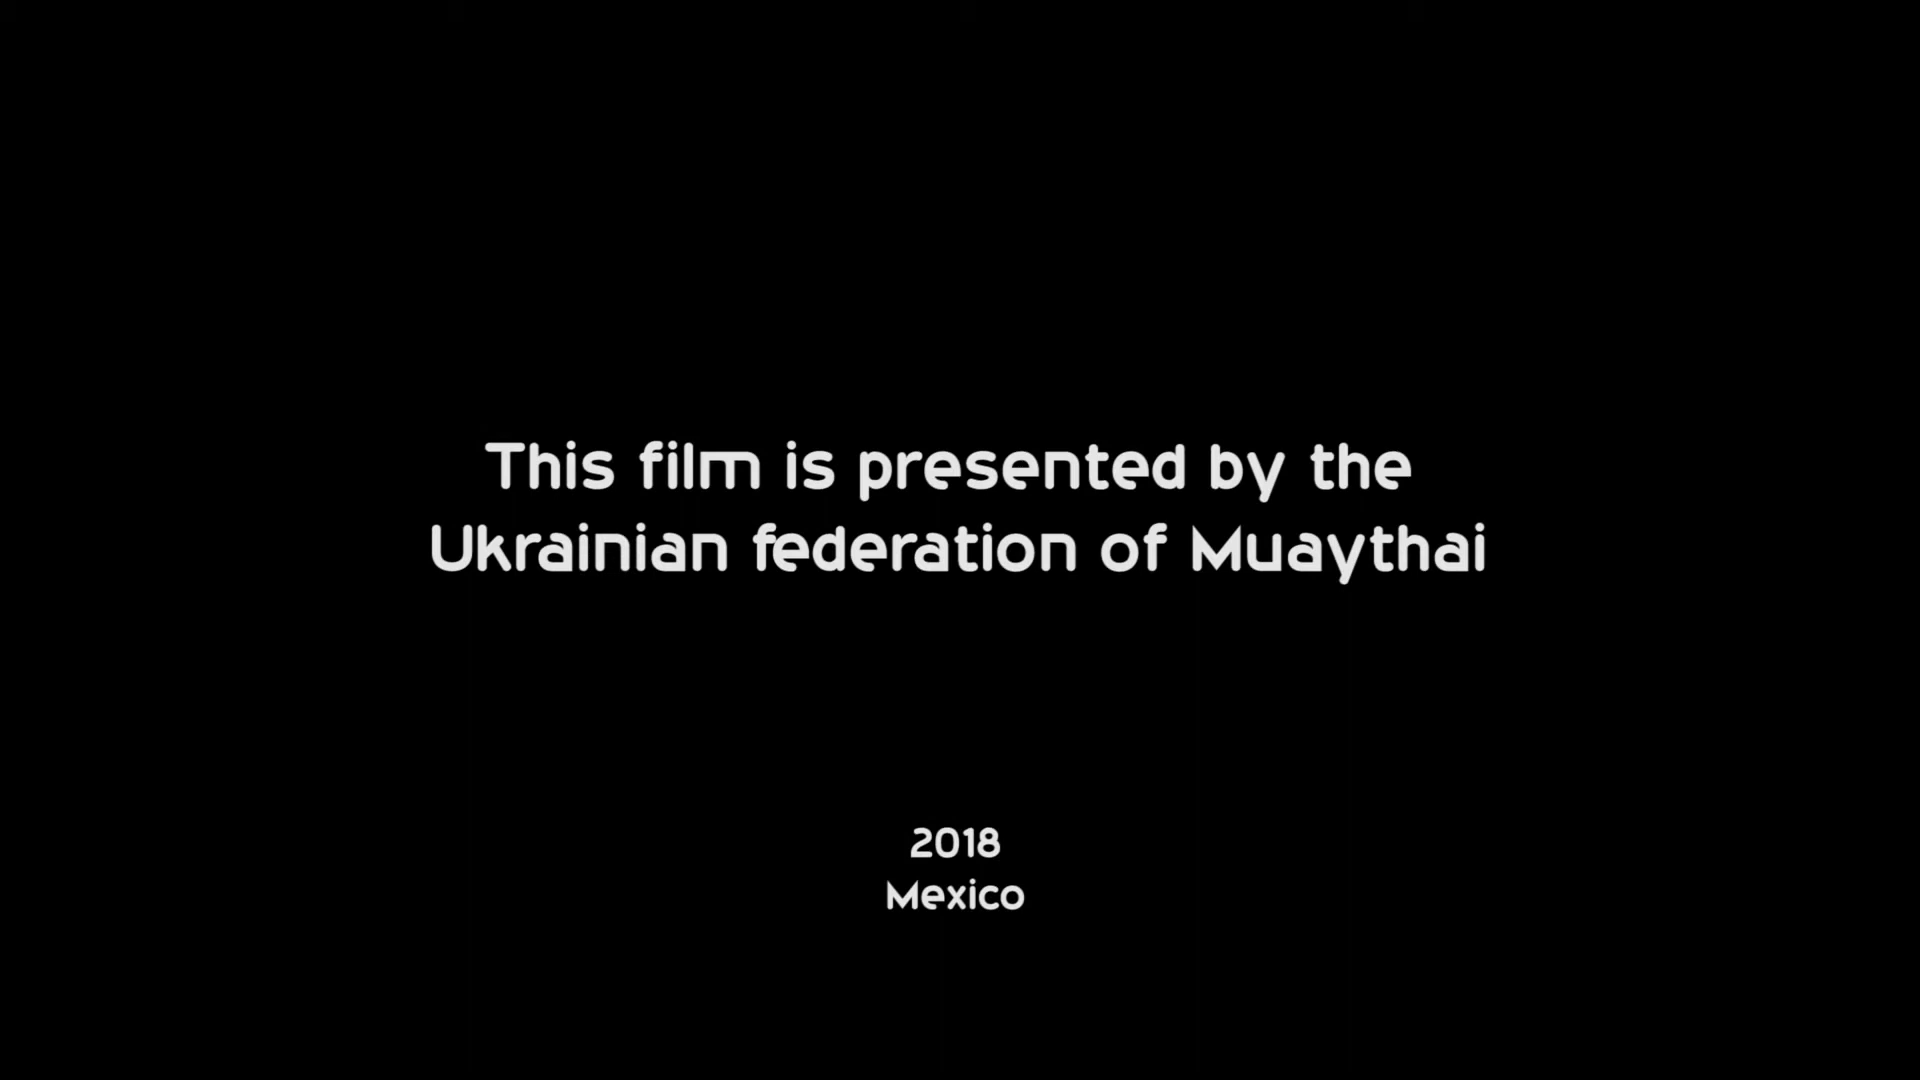 This film is presented by the
Ukrainian federation of Muaythai
2018
Mexico